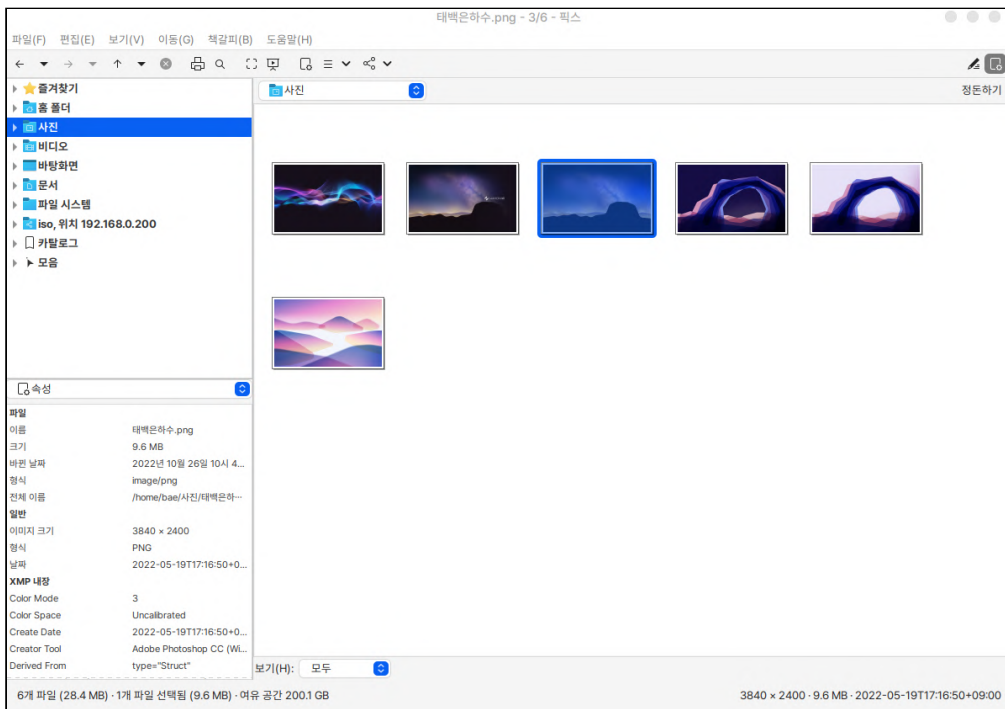 태백은하수.png - 3/6 - 픽스
파일(F) 편집(E) 보기(V) 이동(G) 책갈피(B) 도움말(H)
즐겨찾기
홈 폴더
사진
비디오
바탕화면
문서
파일 시스템
iso, 위치 192.168.0.200
카탈로그
모음
사진
정돈하기
속성
파일
이름 태백은하수.png
크기 9.6 MB
바뀐 날짜 2022년 10월 26일 10시 4...
형식 image/png
전체 이름 /home/bae/사진/태백은하…
일반
이미지 크기 3840 × 2400
형식 PNG
날짜 2022-05-19T17:16:50+0...
XMP 내장
Color Mode 3
Color Space Uncalibrated
Create Date 2022-05-19T17:16:50+0...
Creator Tool Adobe Photoshop CC (Wi...
Derived From type="Struct"
보기(H): 모두
6개 파일 (28.4 MB) · 1개 파일 선택됨 (9.6 MB) · 여유 공간 200.1 GB
3840 × 2400 · 9.6 MB · 2022-05-19T17:16:50+09:00